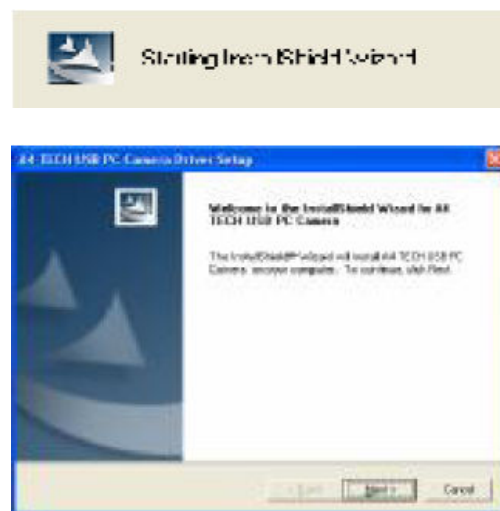 Starting InstallShield Wizard
A4 TECH USB PC Camera Driver Setup
Welcome to the InstallShield Wizard for A4
TECH USB PC Camera
The InstallShield® Wizard will install A4 TECH USB PC
Camera on your computer. To continue, click Next.
< Back Next > Cancel